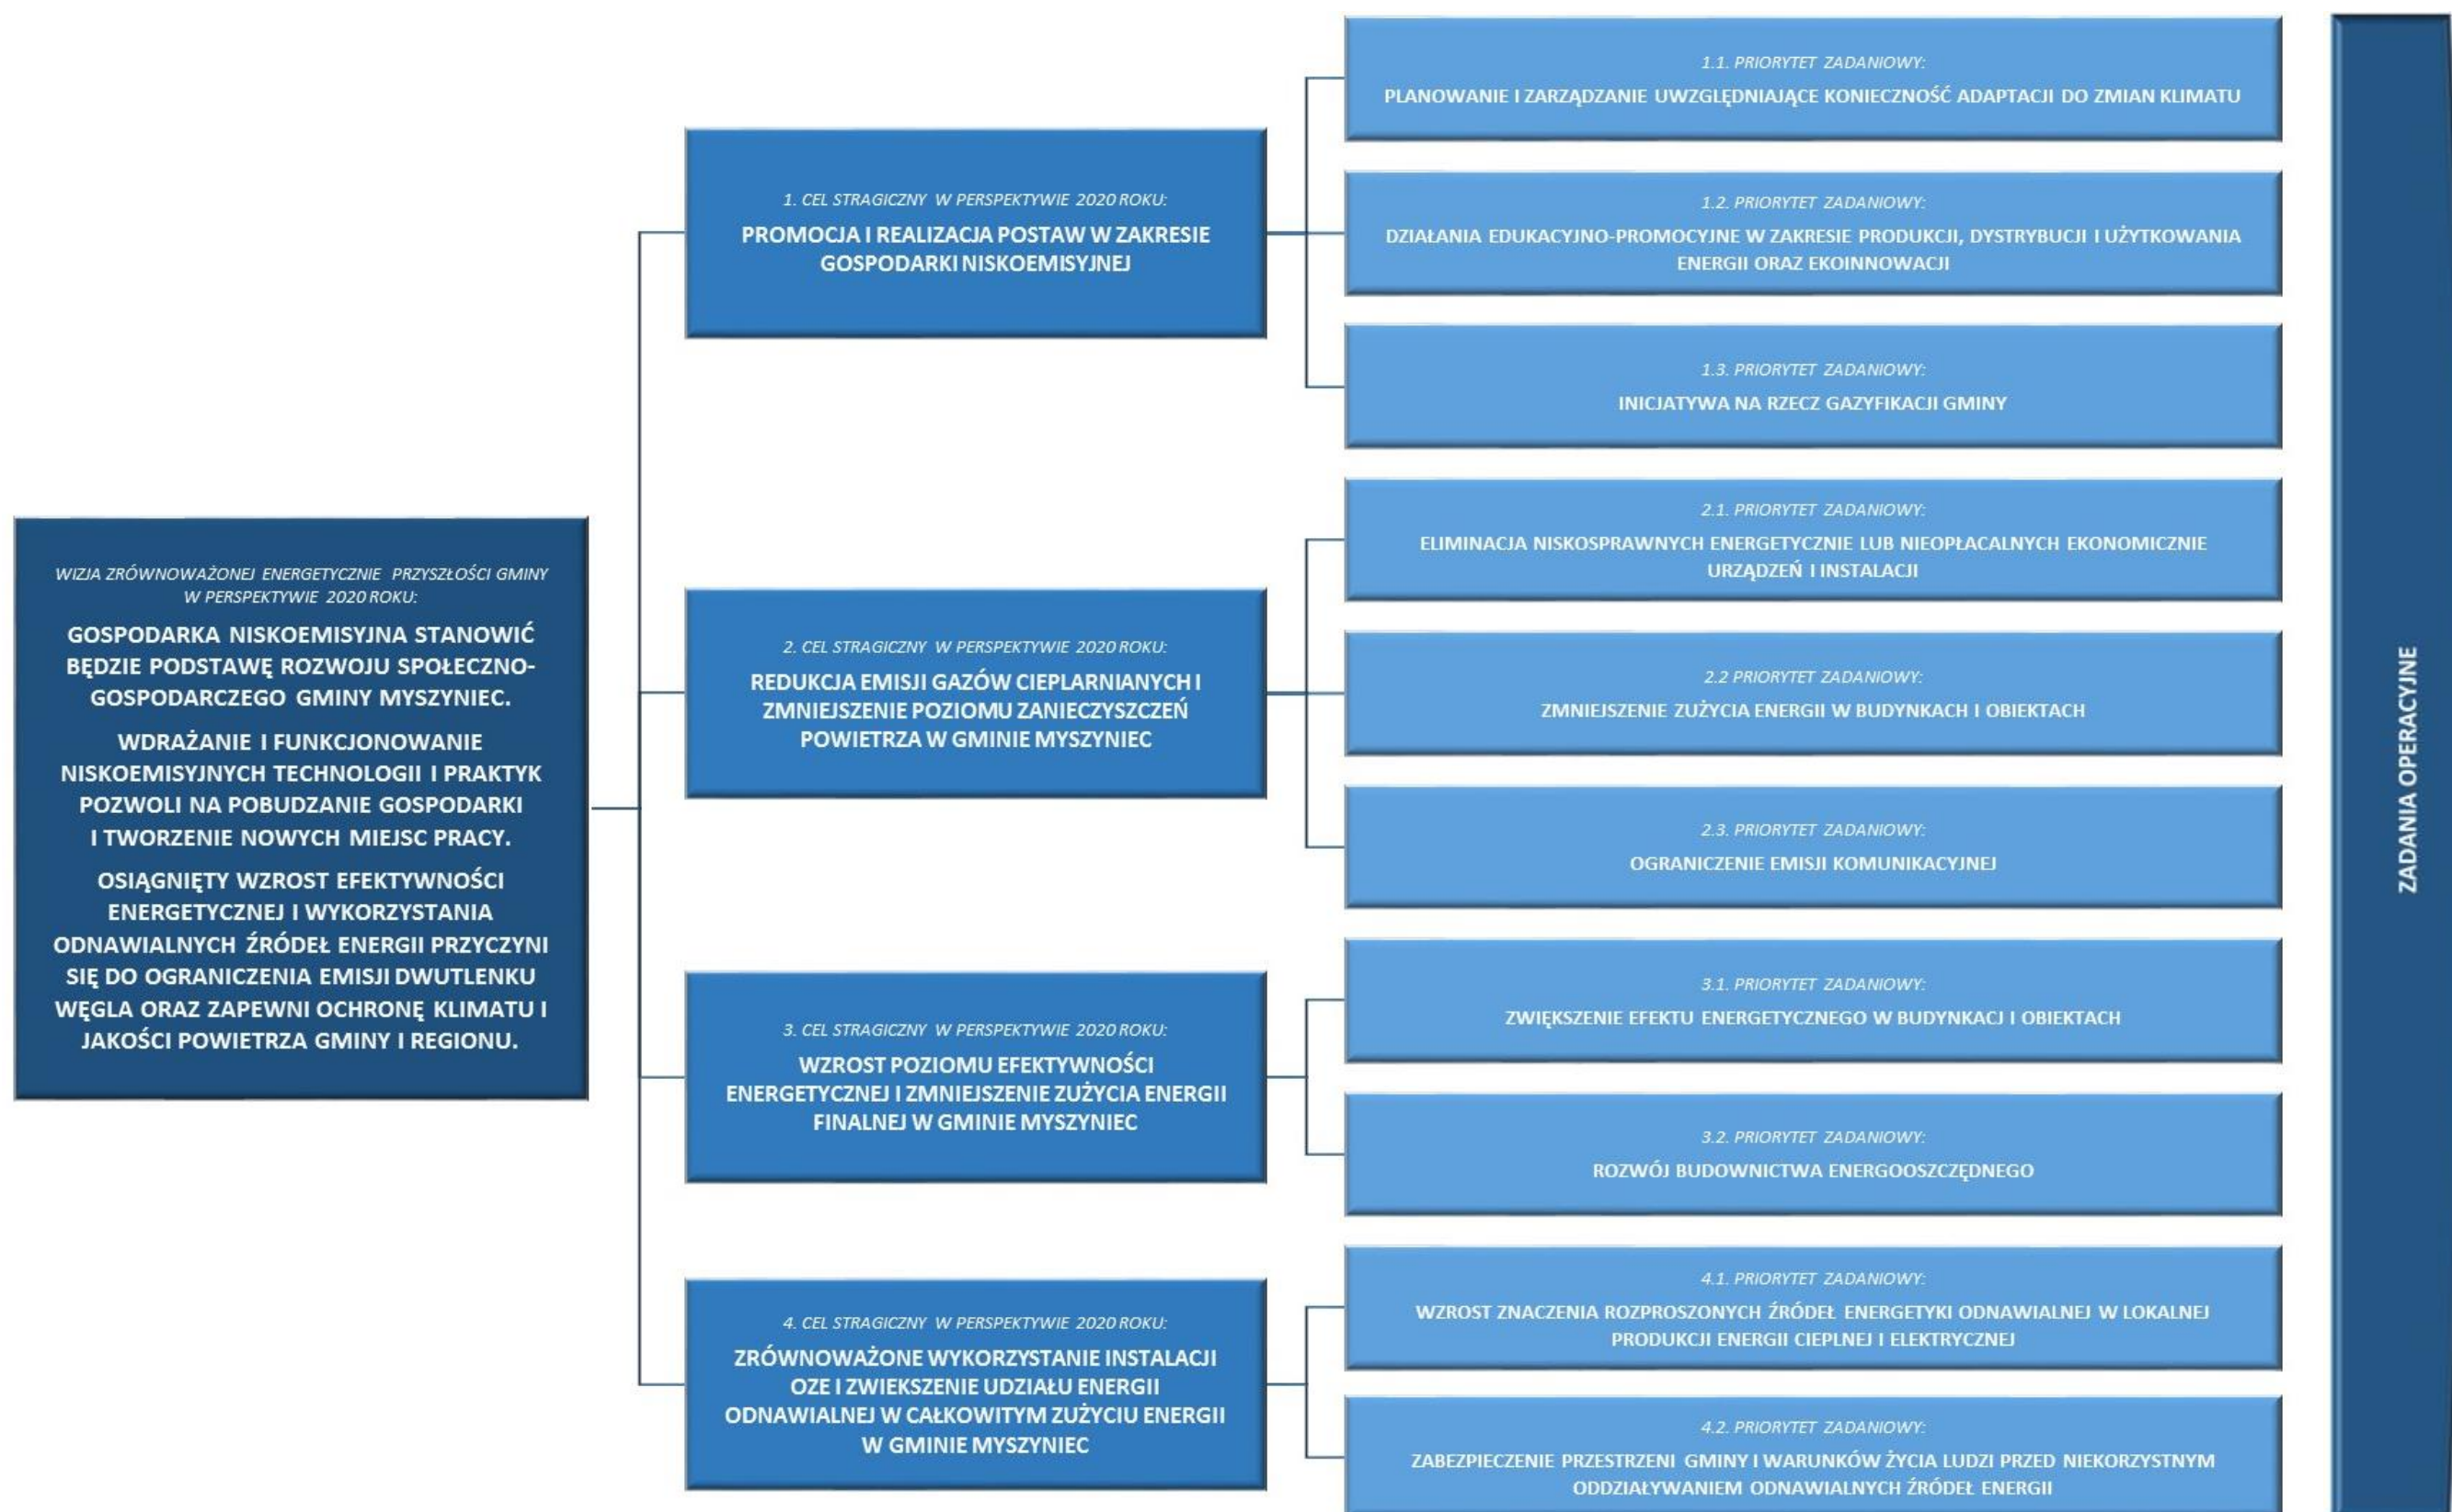 WIZJA ZRÓWNOWAŻONEJ ENERGETYCZNIE PRZYSZŁOŚCI GMINY
W PERSPEKTYWIE 2020 ROKU:
GOSPODARKA NISKOEMISYJNA STANOWIĆ
BĘDZIE PODSTAWĘ ROZWOJU SPOŁECZNO-
GOSPODARCZEGO GMINY MYSZYNIEC.
WDRAŻANIE I FUNKCJONOWANIE
NISKOEMISYJNYCH TECHNOLOGII I PRAKTYK
POZWOLI NA POBUDZANIE GOSPODARKI
I TWORZENIE NOWYCH MIEJSC PRACY.
OSIĄGNIĘTY WZROST EFEKTYWNOŚCI
ENERGETYCZNEJ I WYKORZYSTANIA
ODNAWIALNYCH ŹRÓDEŁ ENERGII PRZYCZYNI
SIĘ DO OGRANICZENIA EMISJI DWUTLENKU
WĘGLA ORAZ ZAPEWNI OCHRONĘ KLIMATU I
JAKOŚCI POWIETRZA GMINY I REGIONU.
1. CEL STRAGICZNY W PERSPEKTYWIE 2020 ROKU:
PROMOCJA I REALIZACJA POSTAW W ZAKRESIE
GOSPODARKI NISKOEMISYJNEJ
1.1. PRIORYTET ZADANIOWY:
PLANOWANIE I ZARZĄDZANIE UWZGLĘDNIAJĄCE KONIECZNOŚĆ ADAPTACJI DO ZMIAN KLIMATU
1.2. PRIORYTET ZADANIOWY:
DZIAŁANIA EDUKACYJNO-PROMOCYJNE W ZAKRESIE PRODUKCJI, DYSTRYBUCJI I UŻYTKOWANIA
ENERGII ORAZ EKOINNOWACJI
1.3. PRIORYTET ZADANIOWY:
INICJATYWA NA RZECZ GAZYFIKACJI GMINY
2. CEL STRAGICZNY W PERSPEKTYWIE 2020 ROKU:
REDUKCJA EMISJI GAZÓW CIEPLARNIANYCH I
ZMNIEJSZENIE POZIOMU ZANIECZYSZCZEŃ
POWIETRZA W GMINIE MYSZYNIEC
2.1. PRIORYTET ZADANIOWY:
ELIMINACJA NISKOSPRAWNYCH ENERGETYCZNIE LUB NIEOPŁACALNYCH EKONOMICZNIE
URZĄDZEŃ I INSTALACJI
2.2 PRIORYTET ZADANIOWY:
ZMNIEJSZENIE ZUŻYCIA ENERGII W BUDYNKACH I OBIEKTACH
2.3. PRIORYTET ZADANIOWY:
OGRANICZENIE EMISJI KOMUNIKACYJNEJ
3. CEL STRAGICZNY W PERSPEKTYWIE 2020 ROKU:
WZROST POZIOMU EFEKTYWNOŚCI
ENERGETYCZNEJ I ZMNIEJSZENIE ZUŻYCIA ENERGII
FINALNEJ W GMINIE MYSZYNIEC
3.1. PRIORYTET ZADANIOWY:
ZWIĘKSZENIE EFEKTU ENERGETYCZNEGO W BUDYNKACJ I OBIEKTACH
3.2. PRIORYTET ZADANIOWY:
ROZWÓJ BUDOWNICTWA ENERGOOSZCZĘDNEGO
4. CEL STRAGICZNY W PERSPEKTYWIE 2020 ROKU:
ZRÓWNOWAŻONE WYKORZYSTANIE INSTALACJI
OZE I ZWIEKSZENIE UDZIAŁU ENERGII
ODNAWIALNEJ W CAŁKOWITYM ZUŻYCIU ENERGII
W GMINIE MYSZYNIEC
4.1. PRIORYTET ZADANIOWY:
WZROST ZNACZENIA ROZPROSZONYCH ŹRÓDEŁ ENERGETYKI ODNAWIALNEJ W LOKALNEJ
PRODUKCJI ENERGII CIEPLNEJ I ELEKTRYCZNEJ
4.2. PRIORYTET ZADANIOWY:
ZABEZPIECZENIE PRZESTRZENI GMINY I WARUNKÓW ŻYCIA LUDZI PRZED NIEKORZYSTNYM
ODDZIAŁYWANIEM ODNAWIALNYCH ŹRÓDEŁ ENERGII
ZADANIA OPERACYJNE